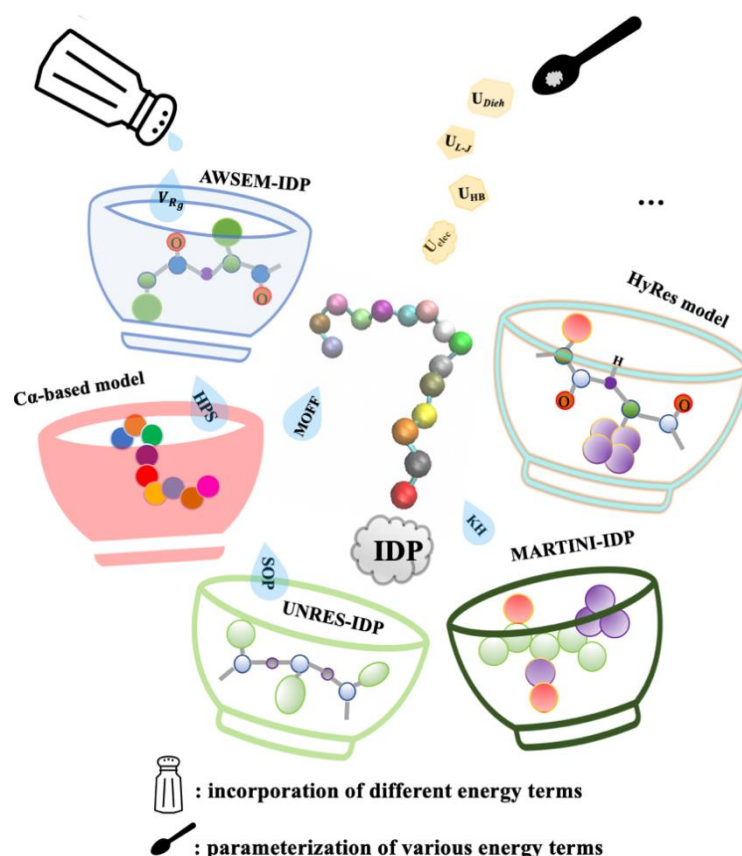 U_Dieh
AWSEM-IDP
U_L-J
V_Rg
U_HB
...
O
U_elec
O
HyRes model
Cα-based model
HPS
MOFF
H
O
O
KH
IDP
MARTINI-IDP
SOP
UNRES-IDP
: incorporation of different energy terms
: parameterization of various energy terms